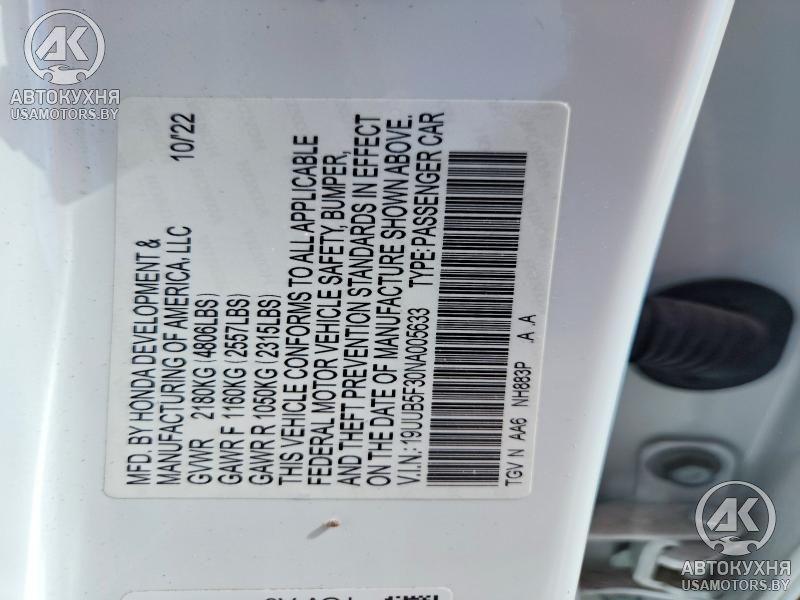 AK
АВТОКУХНЯ
USAMOTORS.BY
MFD. BY HONDA DEVELOPMENT &
MANUFACTURING OF AMERICA, LLC 10/22
GVWR 2180KG (4806LBS)
GAWR F 1160KG (2557LBS)
GAWR R 1050KG (2315LBS)
THIS VEHICLE CONFORMS TO ALL APPLICABLE
FEDERAL MOTOR VEHICLE SAFETY, BUMPER,
AND THEFT PREVENTION STANDARDS IN EFFECT
ON THE DATE OF MANUFACTURE SHOWN ABOVE.
V.I.N.: 19UUB5F30NA005633 TYPE:PASSENGER CAR
TGV N AA6 NH883P A .A
AK
АВТОКУХНЯ
USAMOTORS.BY